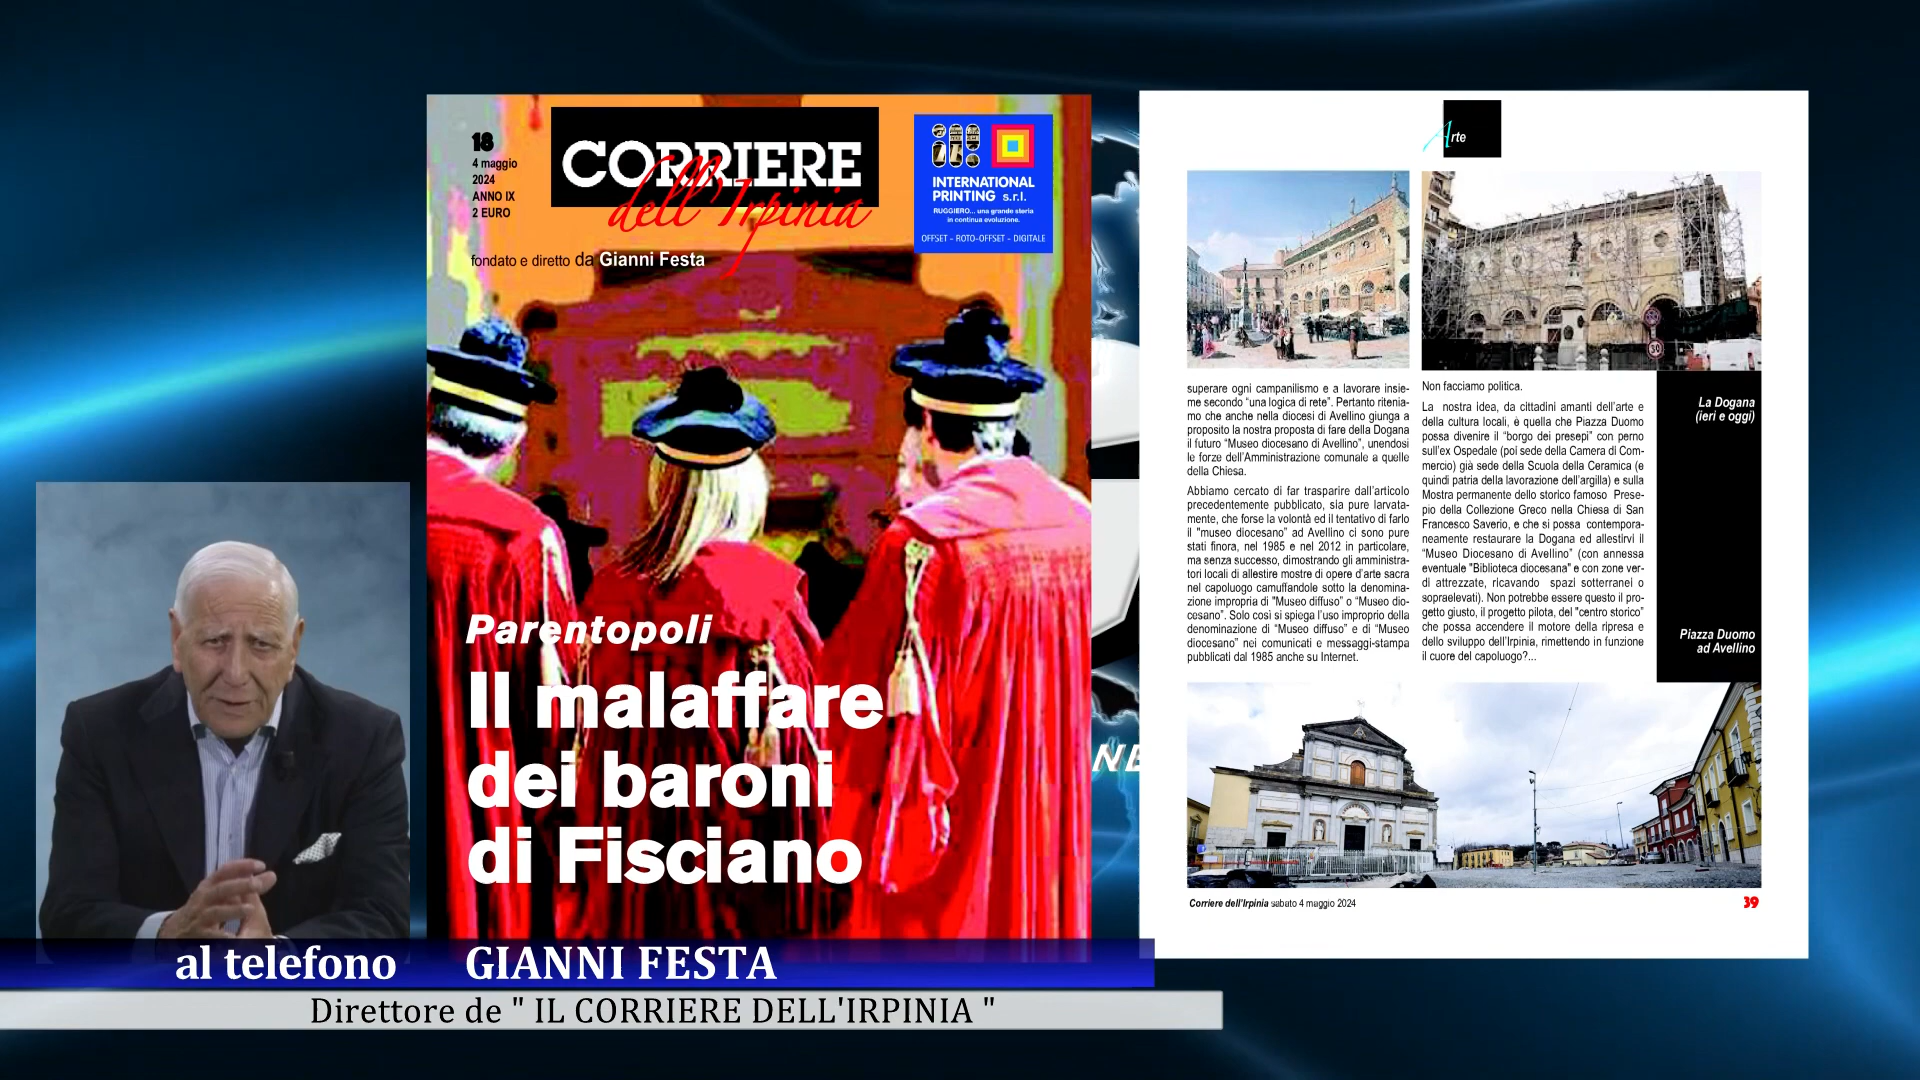 18
4 maggio
2024
ANNO IX
2 EURO
CORRIERE
dell'Irpinia
fondato e diretto da Gianni Festa
INTERNATIONAL
PRINTING s.r.l.
RUGGIERO... una grande storia
in continua evoluzione.
OFFSET - ROTO-OFFSET - DIGITALE
Parentopoli
Il malaffare
dei baroni
di Fisciano
Arte
superare ogni campanilismo e a lavorare insie-
me secondo “una logica di rete”. Pertanto ritenia-
mo che anche nella diocesi di Avellino giunga a
proposito la nostra proposta di fare della Dogana
il futuro “Museo diocesano di Avellino”, unendosi
le forze dell’Amministrazione comunale a quelle
della Chiesa.
Abbiamo cercato di far trasparire dall’articolo
precedentemente pubblicato, sia pure larvata-
mente, che forse la volontà ed il tentativo di farlo
il "museo diocesano" ad Avellino ci sono pure
stati finora, nel 1985 e nel 2012 in particolare,
ma senza successo, dimostrando gli amministra-
tori locali di allestire mostre di opere d’arte sacra
nel capoluogo camuffandole sotto la denomina-
zione impropria di "Museo diffuso” o “Museo dio-
cesano”. Solo così si spiega l’uso improprio della
denominazione di “Museo diffuso” e di “Museo
diocesano” nei comunicati e messaggi-stampa
pubblicati dal 1985 anche su Internet.
Non facciamo politica.
La nostra idea, da cittadini amanti dell’arte e
della cultura locali, è quella che Piazza Duomo
possa divenire il “borgo dei presepi” con perno
sull’ex Ospedale (poi sede della Camera di Com-
mercio) già sede della Scuola della Ceramica (e
quindi patria della lavorazione dell’argilla) e sulla
Mostra permanente dello storico famoso Prese-
pio della Collezione Greco nella Chiesa di San
Francesco Saverio, e che si possa contempora-
neamente restaurare la Dogana ed allestirvi il
“Museo Diocesano di Avellino” (con annessa
eventuale "Biblioteca diocesana" e con zone ver-
di attrezzate, ricavando spazi sotterranei o
sopraelevati). Non potrebbe essere questo il pro-
getto giusto, il progetto pilota, del "centro storico”
che possa accendere il motore della ripresa e
dello sviluppo dell’Irpinia, rimettendo in funzione
il cuore del capoluogo?...
La Dogana
(ieri e oggi)
Piazza Duomo
ad Avellino
Corriere dell’Irpinia sabato 4 maggio 2024
39
NE
al telefono GIANNI FESTA
Direttore de " IL CORRIERE DELL'IRPINIA "